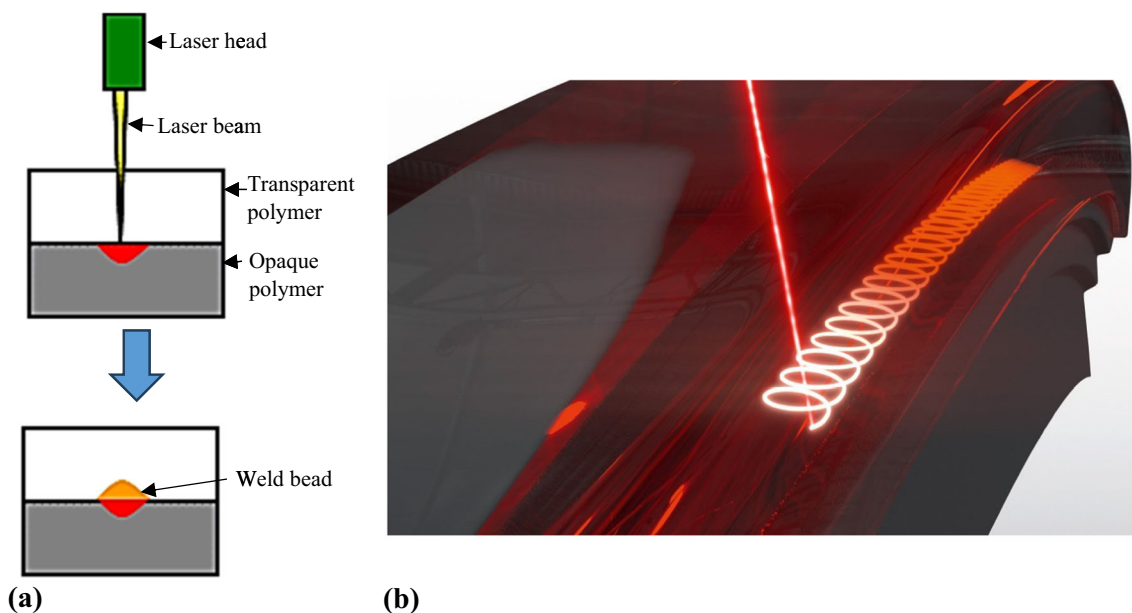 Laser head
Laser beam
Transparent
polymer
Opaque
polymer
Weld bead
(a)
(b)